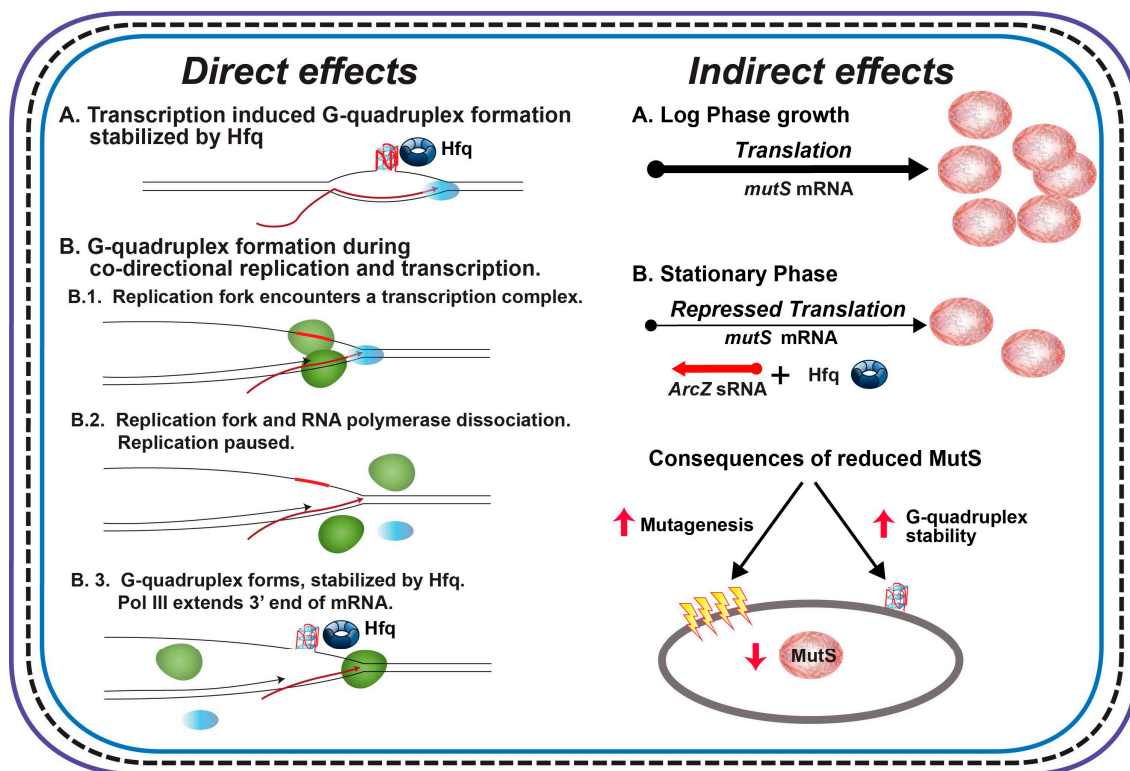 Direct effects
A. Transcription induced G-quadruplex formation
stabilized by Hfq
Hfq
B. G-quadruplex formation during
co-directional replication and transcription.
B.1. Replication fork encounters a transcription complex.
B.2. Replication fork and RNA polymerase dissociation.
Replication paused.
B. 3. G-quadruplex forms, stabilized by Hfq.
Pol III extends 3’ end of mRNA.
Hfq
Indirect effects
A. Log Phase growth
Translation
mutS mRNA
B. Stationary Phase
Repressed Translation
mutS mRNA
ArcZ sRNA + Hfq
Consequences of reduced MutS
Mutagenesis
G-quadruplex
stability
MutS